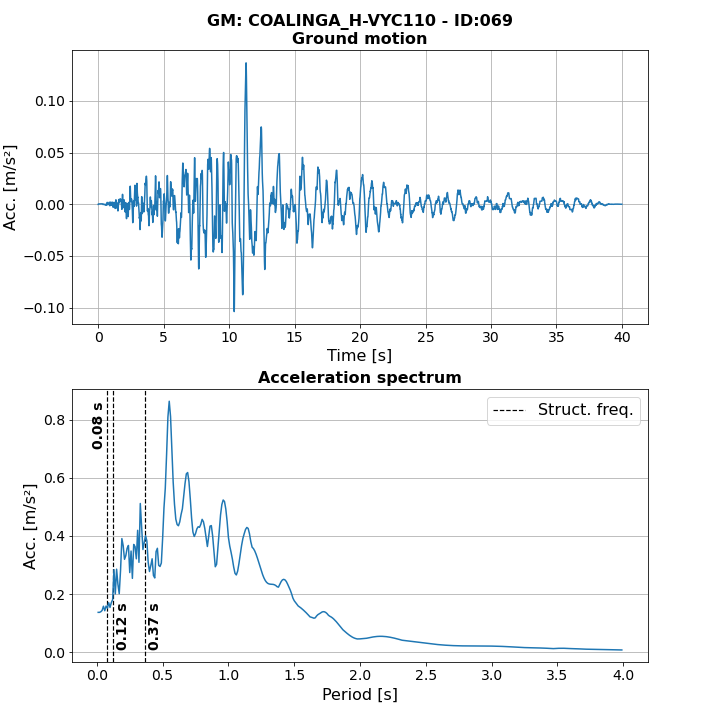 GM: COALINGA_H-VYC110 - ID:069
Ground motion
Acc. [m/s²]
0.10
0.05
0.00
−0.05
−0.10
0 5 10 15 20 25 30 35 40
Time [s]
Acceleration spectrum
Acc. [m/s²]
0.8
0.6
0.4
0.2
0.0
0.08 s
0.12 s
0.37 s
Struct. freq.
0.0 0.5 1.0 1.5 2.0 2.5 3.0 3.5 4.0
Period [s]